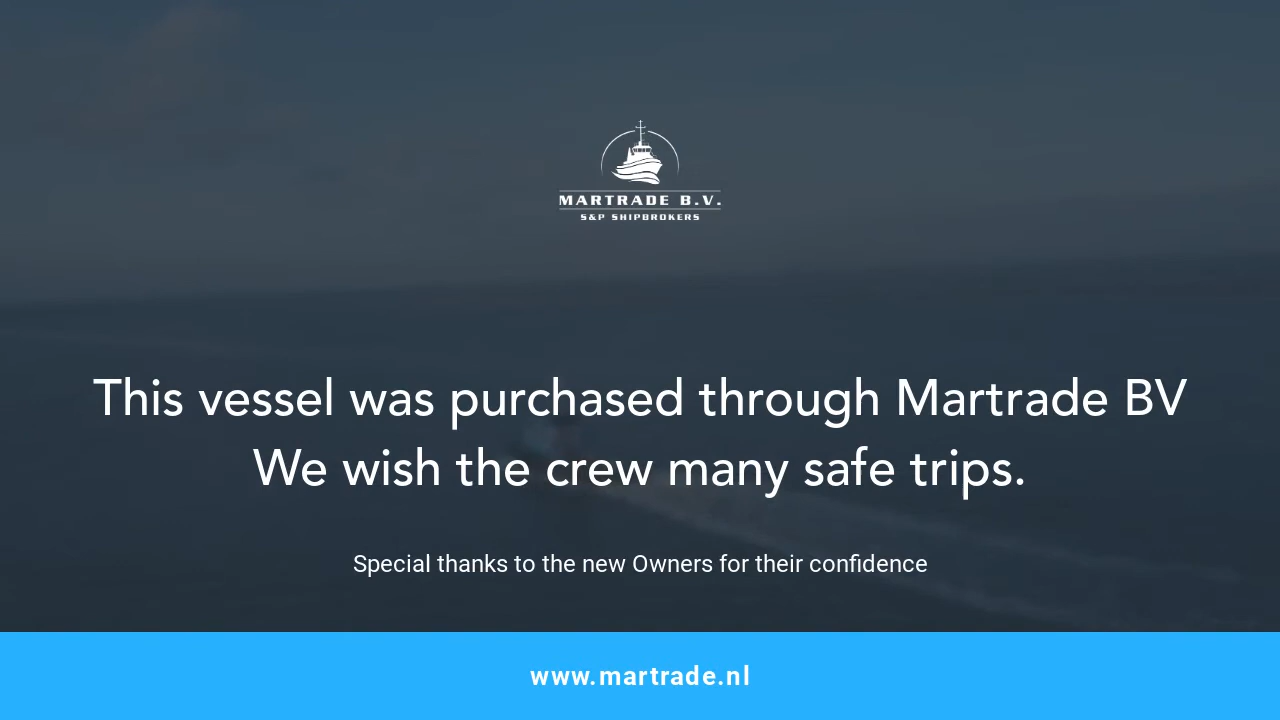 MARTRADE B.V.
S&P SHIPBROKERS
This vessel was purchased through Martrade BV
We wish the crew many safe trips.
Special thanks to the new Owners for their confidence
www.martrade.nl